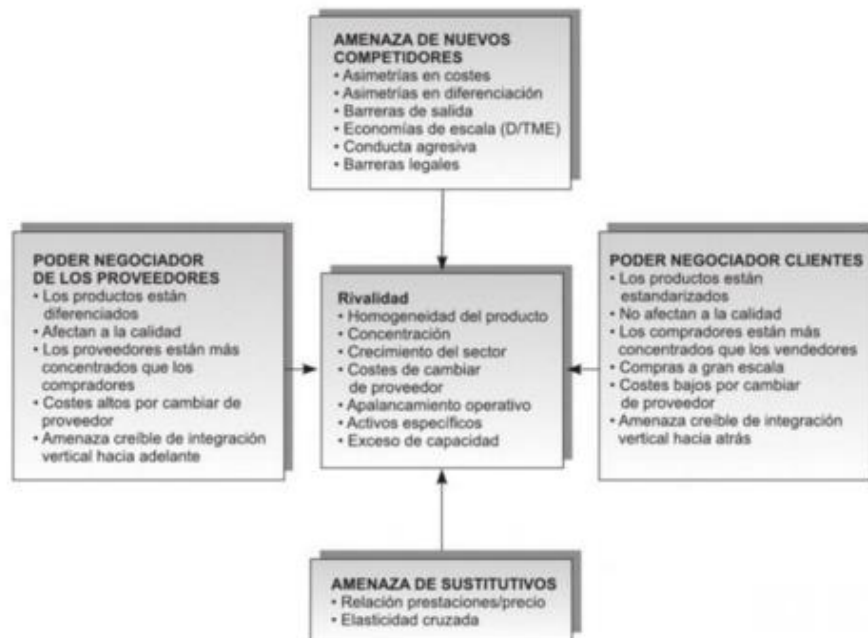 AMENAZA DE NUEVOS
COMPETIDORES
• Asimetrías en costes
• Asimetrías en diferenciación
• Barreras de salida
• Economías de escala (D/TME)
• Conducta agresiva
• Barreras legales
PODER NEGOCIADOR
DE LOS PROVEEDORES
• Los productos están
diferenciados
• Afectan a la calidad
• Los proveedores están más
concentrados que los
compradores
• Costes altos por cambiar de
proveedor
• Amenaza creíble de integración
vertical hacia adelante
Rivalidad
• Homogeneidad del producto
• Concentración
• Crecimiento del sector
• Costes de cambiar
de proveedor
• Apalancamiento operativo
• Activos específicos
• Exceso de capacidad
PODER NEGOCIADOR CLIENTES
• Los productos están
estandarizados
• No afectan a la calidad
• Los compradores están más
concentrados que los vendedores
• Compras a gran escala
• Costes bajos por cambiar
de proveedor
• Amenaza creíble de integración
vertical hacia atrás
AMENAZA DE SUSTITUTIVOS
• Relación prestaciones/precio
• Elasticidad cruzada